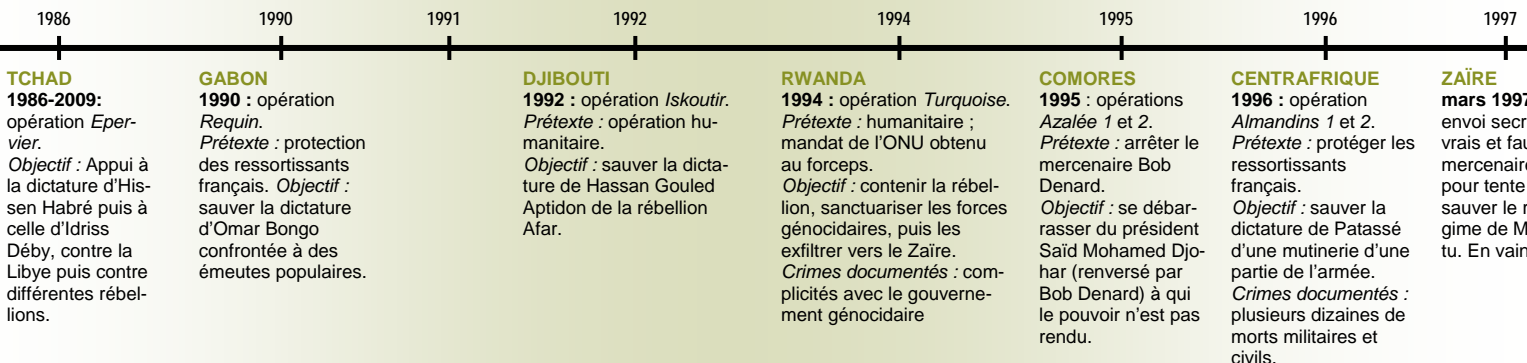 1986 1990 1991 1992 1994 1995 1996 1997
TCHAD
1986-2009:
opération Eper-
vier.
Objectif : Appui à
la dictature d'His-
sen Habré puis à
celle d'Idriss
Déby, contre la
Libye puis contre
différentes rébel-
lions.
GABON
1990 : opération
Requin.
Prétexte : protection
des ressortissants
français. Objectif :
sauver la dictature
d'Omar Bongo
confrontée à des
émeutes populaires.
DJIBOUTI
1992 : opération Iskoutir.
Prétexte : opération hu-
manitaire.
Objectif : sauver la dicta-
ture de Hassan Gouled
Aptidon de la rébellion
Afar.
RWANDA
1994 : opération Turquoise.
Prétexte : humanitaire ;
mandat de l'ONU obtenu
au forceps.
Objectif : contenir la rébel-
lion, sanctuariser les forces
génocidaires, puis les
exfiltrer vers le Zaïre.
Crimes documentés : com-
plicités avec le gouverne-
ment génocidaire
COMORES
1995 : opérations
Azalée 1 et 2.
Prétexte : arrêter le
mercenaire Bob
Denard.
Objectif : se débar-
rasser du président
Saïd Mohamed Djo-
har (renversé par
Bob Denard) à qui
le pouvoir n'est pas
rendu.
CENTRAFRIQUE
1996 : opération
Almandins 1 et 2.
Prétexte : protéger les
ressortissants
français.
Objectif : sauver la
dictature de Patassé
d'une mutinerie d'une
partie de l'armée.
Crimes documentés :
plusieurs dizaines de
morts militaires et
civils.
ZAÏRE
mars 1997
envoi
vrais et
pour
sauver le
gime de
tu. En vain